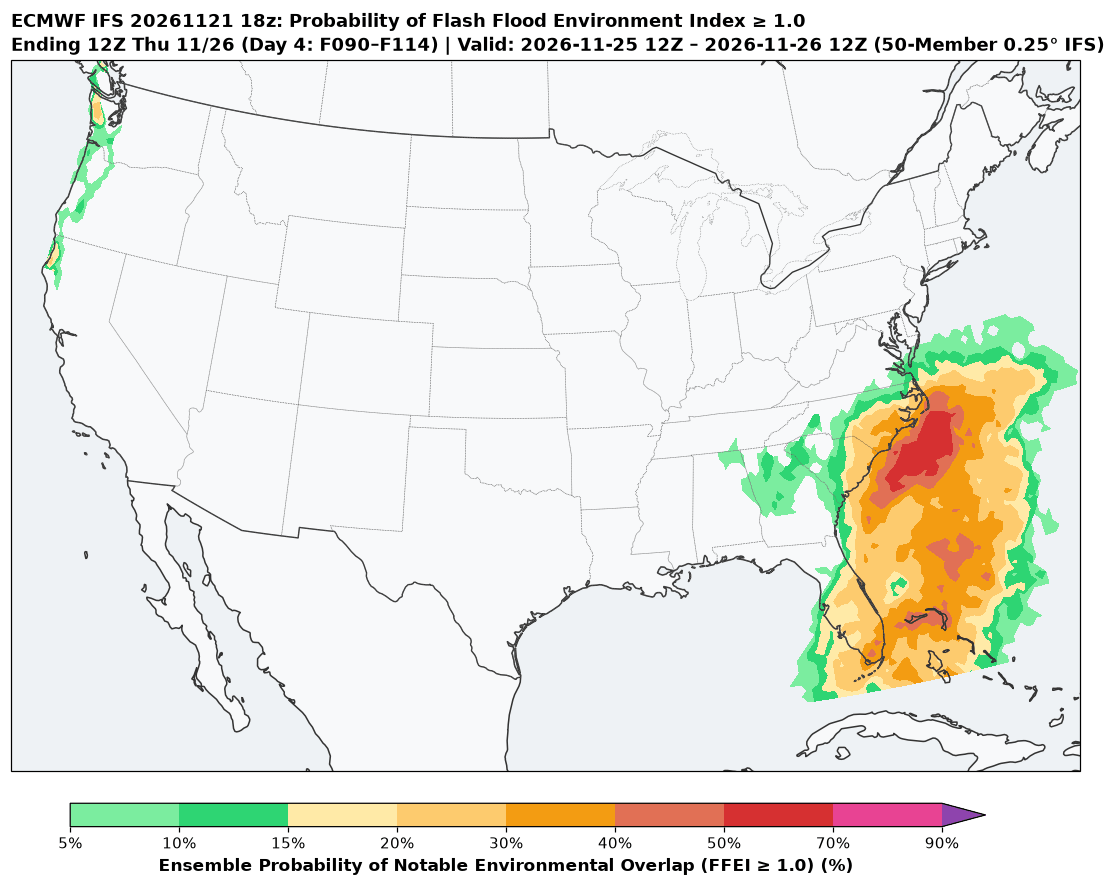 ECMWF IFS 20261121 18z: Probability of Flash Flood Environment Index ≥ 1.0
Ending 12Z Thu 11/26 (Day 4: F090–F114) | Valid: 2026-11-25 12Z – 2026-11-26 12Z (50-Member 0.25° IFS)
5% 10% 15% 20% 30% 40% 50% 70% 90%
Ensemble Probability of Notable Environmental Overlap (FFEI ≥ 1.0) (%)